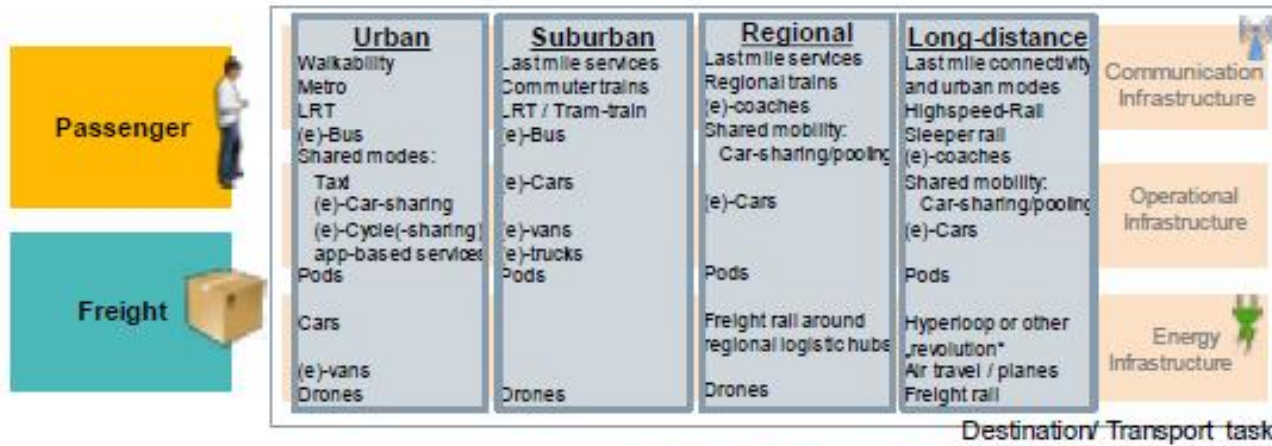 Passenger
Freight
Urban
Walkability
Metro
LRT
(e)-Bus
Shared modes:
Taxi
(e)-Car-sharing
(e)-Cycle(-sharing)
app-based services
Pods
Cars
(e)-vans
Drones
Suburban
Last mile services
Commuter trains
LRT / Tram-train
(e)-Bus
(e)-Cars
(e)-vans
(e)-trucks
Pods
Drones
Regional
Last mile services
Regional trains
(e)-coaches
Shared mobility:
Car-sharing/pooling
(e)-Cars
Pods
Freight rail around
regional logistic hubs
Drones
Long-distance
Last mile connectivity
and urban modes
Highspeed-Rail
Sleeper rail
(e)-coaches
Shared mobility:
Car-sharing/pooling
(e)-Cars
Pods
Hyperloop or other
„revolution“
Air travel / planes
Freight rail
Communication
Infrastructure
Operational
Infrastructure
Energy
Infrastructure
Destination/ Transport task